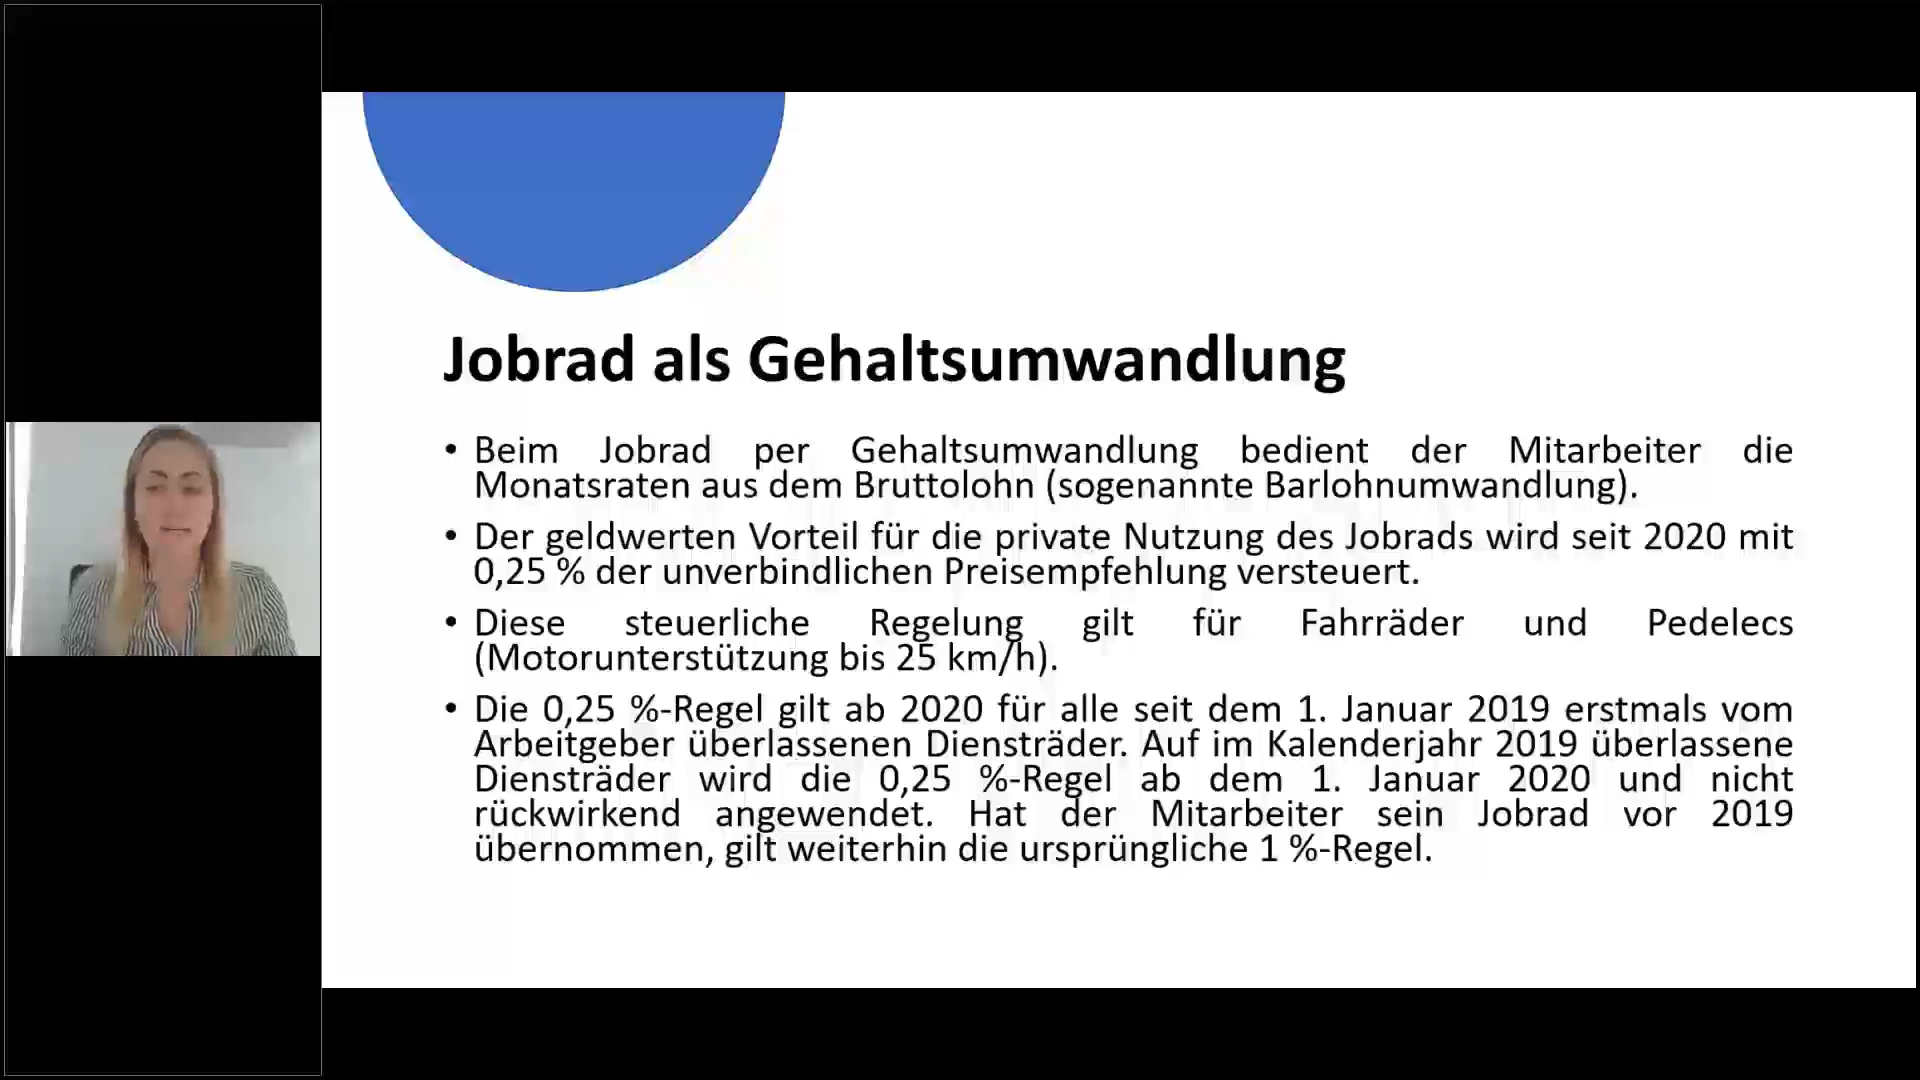 Jobrad als Gehaltsumwandlung
• Beim Jobrad per Gehaltsumwandlung bedient der Mitarbeiter die
Monatsraten aus dem Bruttolohn (sogenannte Barlohnumwandlung).
• Der geldwerten Vorteil für die private Nutzung des Jobrads wird seit 2020 mit
0,25 % der unverbindlichen Preisempfehlung versteuert.
• Diese steuerliche Regelung gilt für Fahrräder und Pedelecs
(Motorunterstützung bis 25 km/h).
• Die 0,25 %-Regel gilt ab 2020 für alle seit dem 1. Januar 2019 erstmals vom
Arbeitgeber überlassenen Diensträder. Auf im Kalenderjahr 2019 überlassene
Diensträder wird die 0,25 %-Regel ab dem 1. Januar 2020 und nicht
rückwirkend angewendet. Hat der Mitarbeiter sein Jobrad vor 2019
übernommen, gilt weiterhin die ursprüngliche 1 %-Regel.